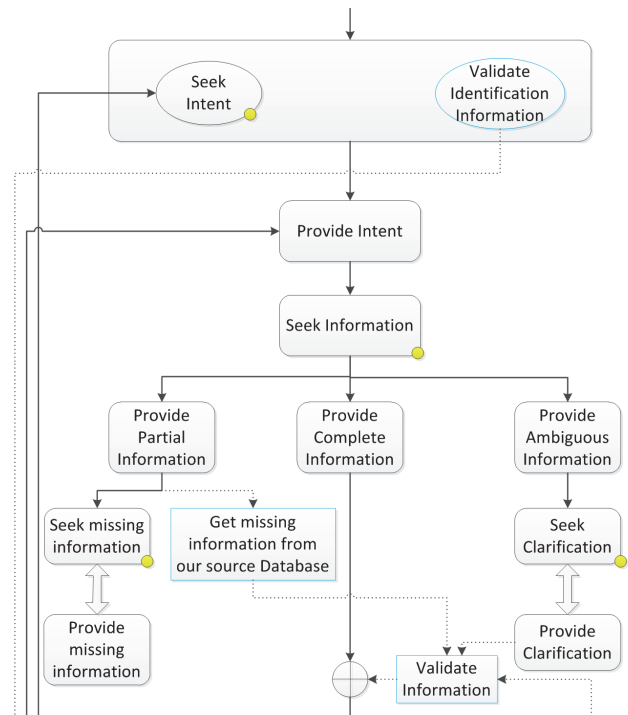 Seek
Intent
Validate
Identification
Information
Provide Intent
Seek Information
Provide
Partial
Information
Provide
Complete
Information
Provide
Ambiguous
Information
Seek missing
information
Get missing
information from
our source Database
Seek
Clarification
Provide
missing
information
Provide
Clarification
Validate
Information